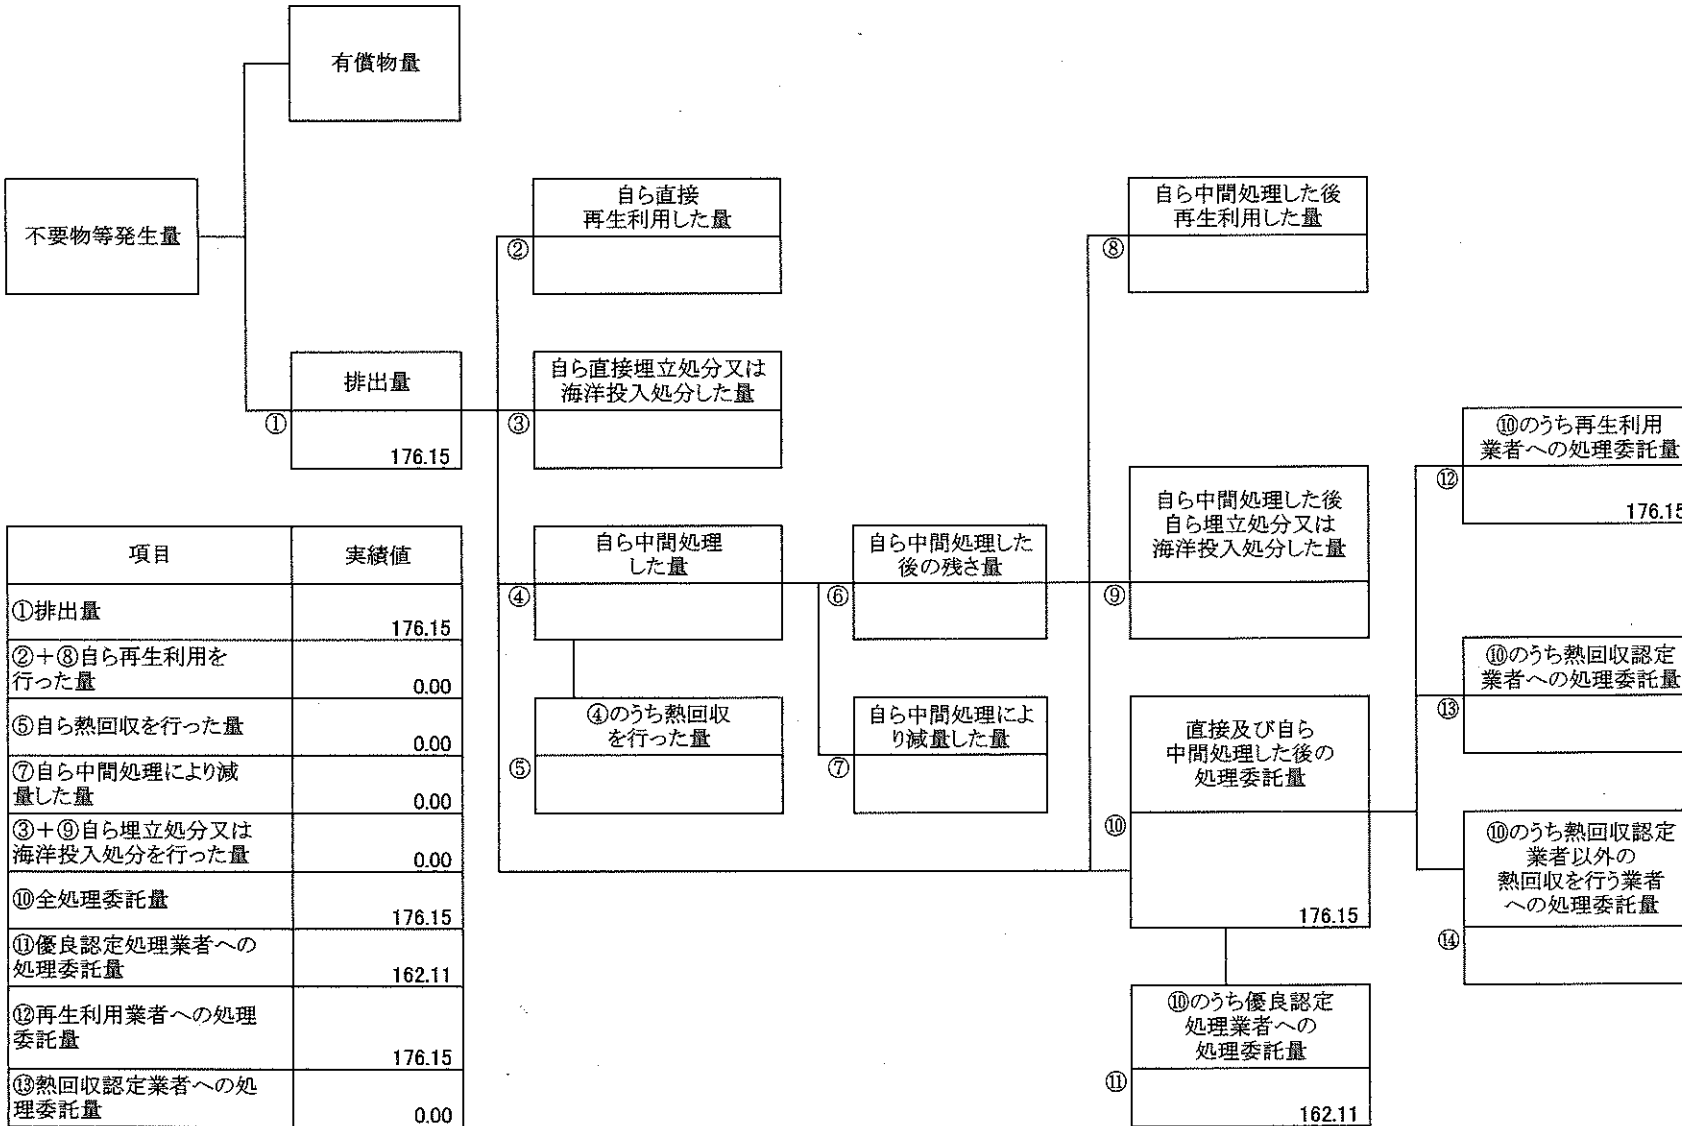 有償物量
不要物等発生量
自ら直接
再生利用した量
②
自ら中間処理した後
再生利用した量
⑧
排出量
①
176.15
自ら直接埋立処分又は
海洋投入処分した量
③
⑩のうち再生利用
業者への処理委託量
⑫
176.15
自ら中間処理
した量
④
自ら中間処理した
後の残さ量
⑥
自ら中間処理した後
自ら埋立処分又は
海洋投入処分した量
⑨
⑩のうち熱回収認定
業者への処理委託量
⑬
④のうち熱回収
を行った量
⑤
自ら中間処理によ
り減量した量
⑦
直接及び自ら
中間処理した後の
処理委託量
⑩
176.15
⑩のうち熱回収認定
業者以外の
熱回収を行う業者
への処理委託量
⑭
⑩のうち優良認定
処理業者への
処理委託量
⑪
162.11
項目 実績値
①排出量
176.15
②+⑧自ら再生利用を
行った量
0.00
⑤自ら熱回収を行った量
0.00
⑦自ら中間処理により減
量した量
0.00
③+⑨自ら埋立処分又は
海洋投入処分を行った量
0.00
⑩全処理委託量
176.15
⑪優良認定処理業者への
処理委託量
162.11
⑫再生利用業者への処理
委託量
176.15
⑬熱回収認定業者への処
理委託量
0.00